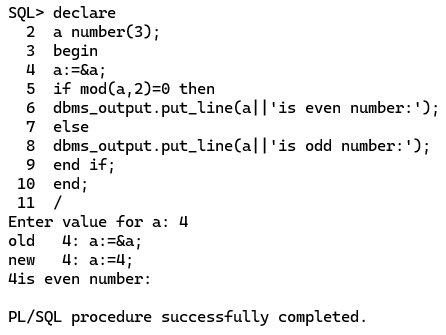 SQL> declare
  2  a number(3);
  3  begin
  4  a:=&a;
  5  if mod(a,2)=0 then
  6  dbms_output.put_line(a||'is even number:');
  7  else
  8  dbms_output.put_line(a||'is odd number:');
  9  end if;
 10  end;
 11  /
Enter value for a: 4
old   4: a:=&a;
new   4: a:=4;
4is even number:

PL/SQL procedure successfully completed.